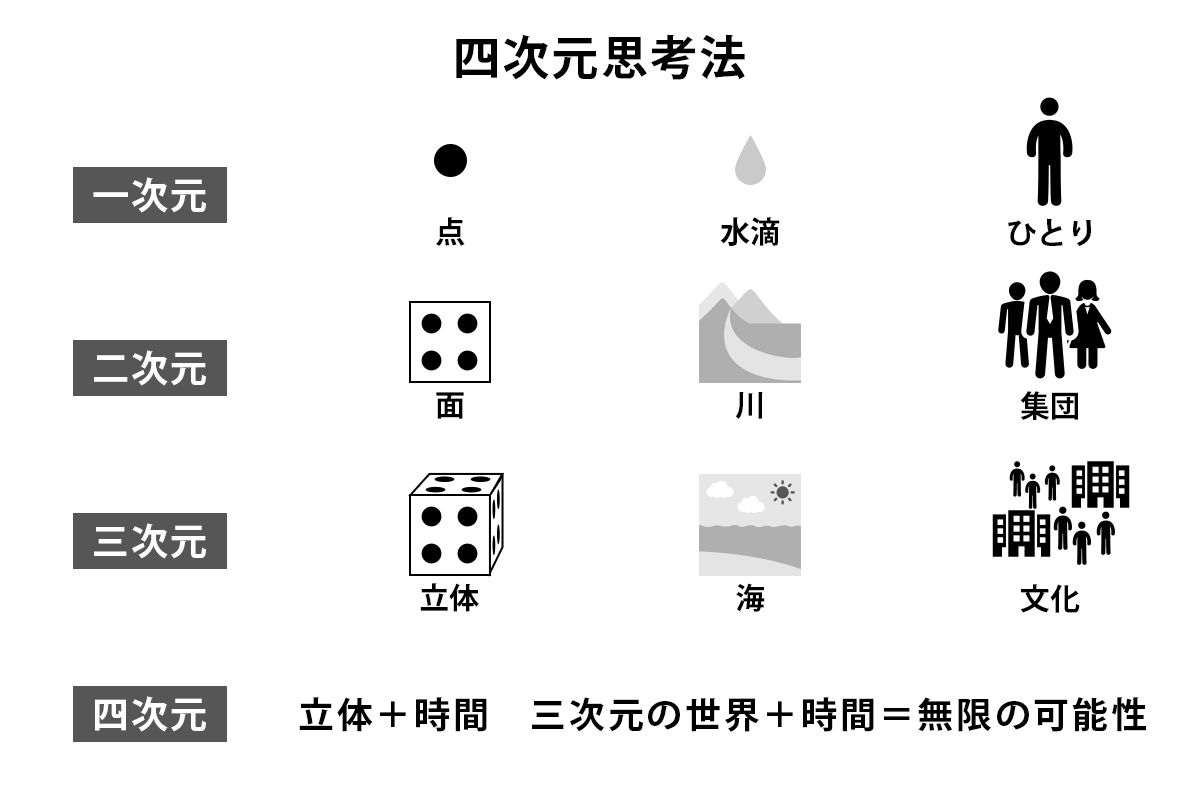 四次元思考法
一次元
点
水滴
ひとり
二次元
面
川
集団
三次元
立体
海
文化
四次元
立体＋時間　三次元の世界＋時間＝無限の可能性